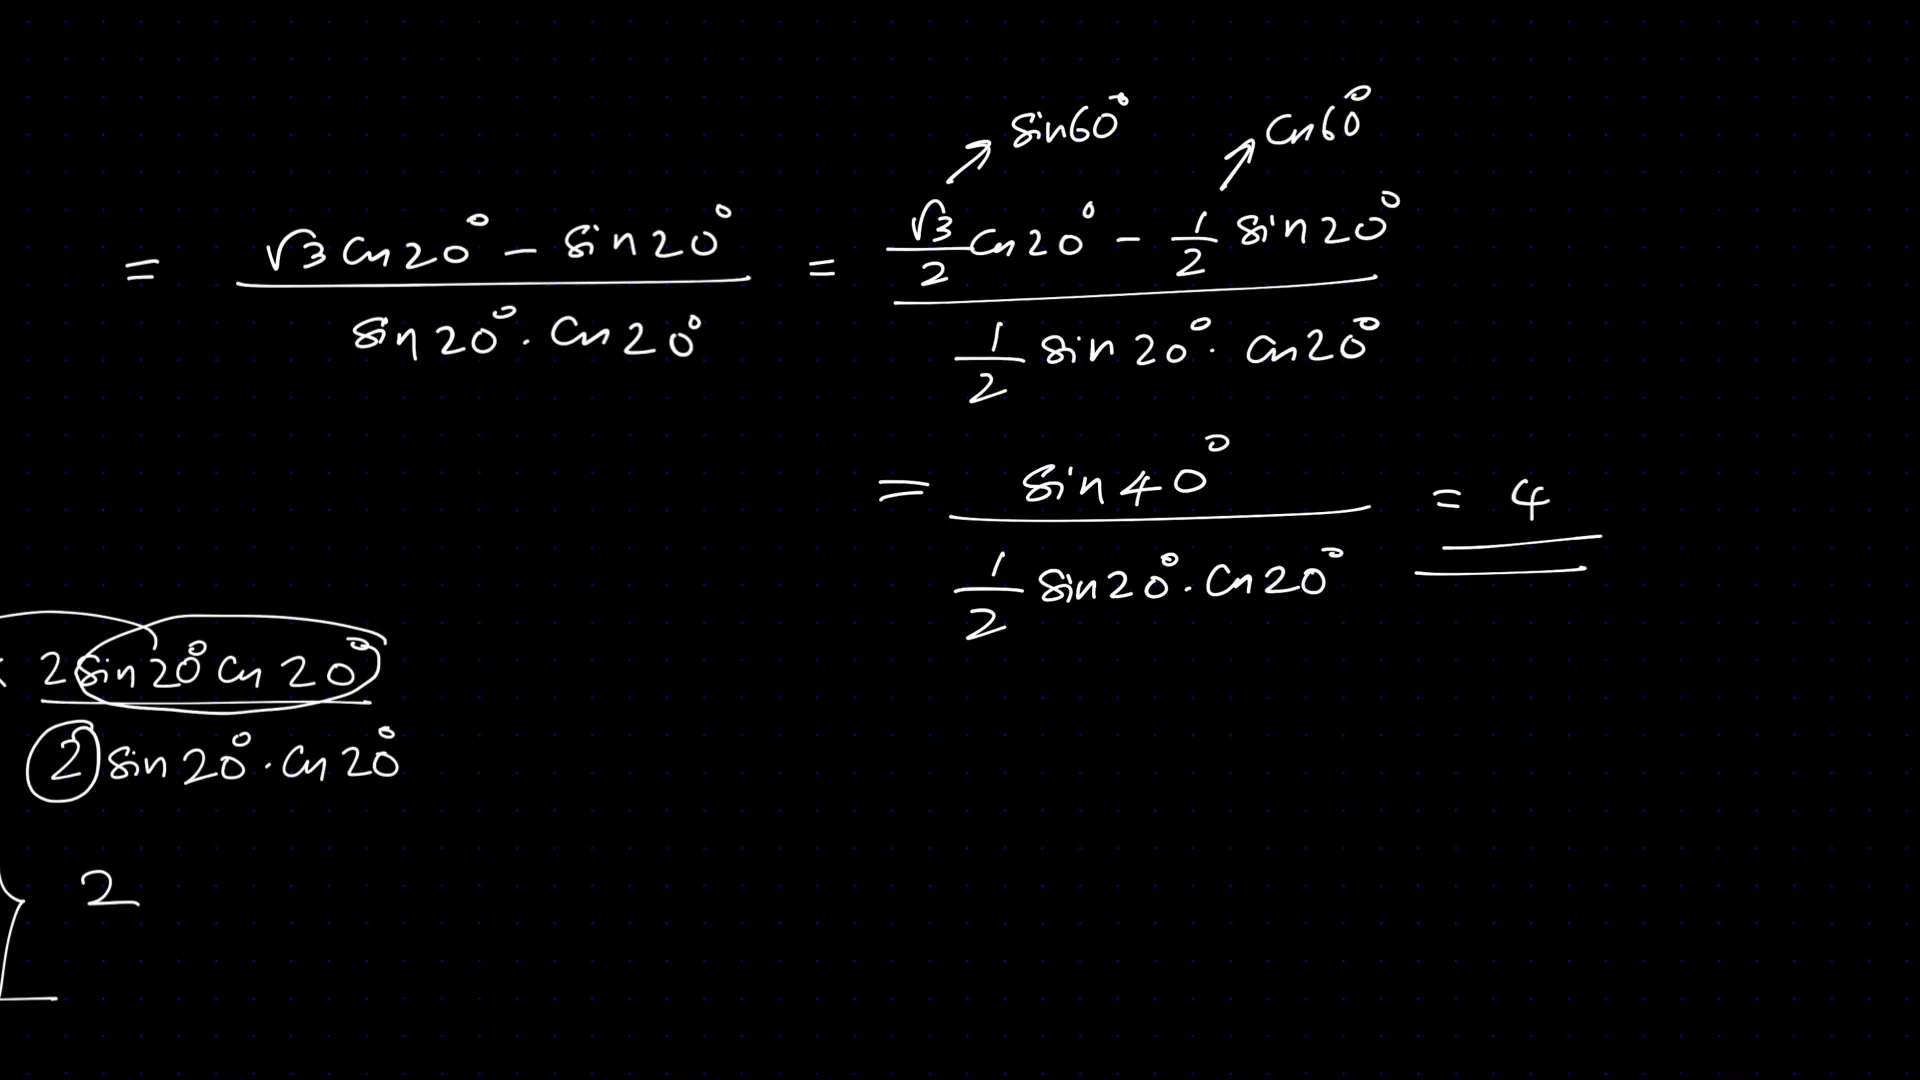 sin60° cos60°
= (√3 cos20° - sin20°) / (sin20° . cos20°) = (√3/2 cos20° - 1/2 sin20°) / (1/2 sin20° . cos20°)
= sin40° / (1/2 sin20° . cos20°) = 4
2 sin20° cos20°
2 sin20° . cos20°
2